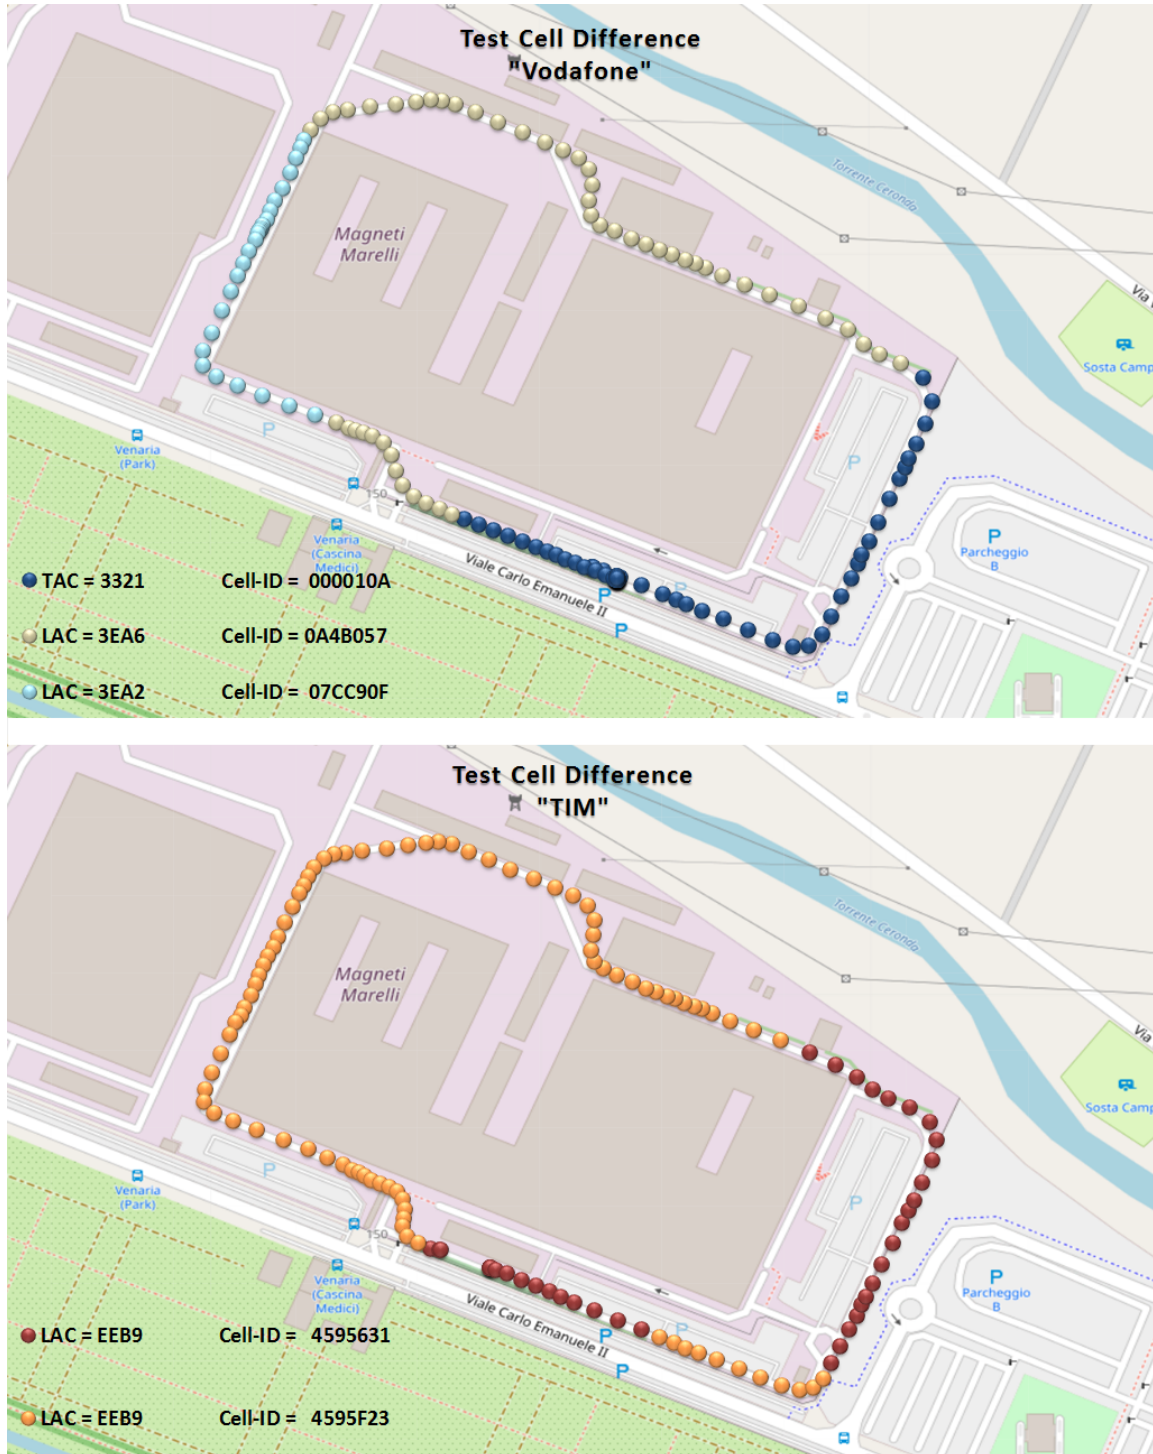 Test Cell Difference
"Vodafone"
Torrente Ceronda
Magneti
Marelli
Sosta Camp
P
Venaria
(Park)
P
150
Venaria
(Cascina
Medici)
P
Parcheggio
B
Viale Carlo Emanuele II
P
P
P
TAC = 3321 Cell-ID = 000010A
LAC = 3EA6 Cell-ID = 0A4B057
LAC = 3EA2 Cell-ID = 07CC90F
Test Cell Difference
"TIM"
Torrente Ceronda
Magneti
Marelli
Via
Sosta Camp
P
Venaria
(Park)
P
150
Venaria
(Cascina
Medici)
P
Parcheggio
B
Viale Carlo Emanuele II
P
P
P
LAC = EEB9 Cell-ID = 4595631
LAC = EEB9 Cell-ID = 4595F23